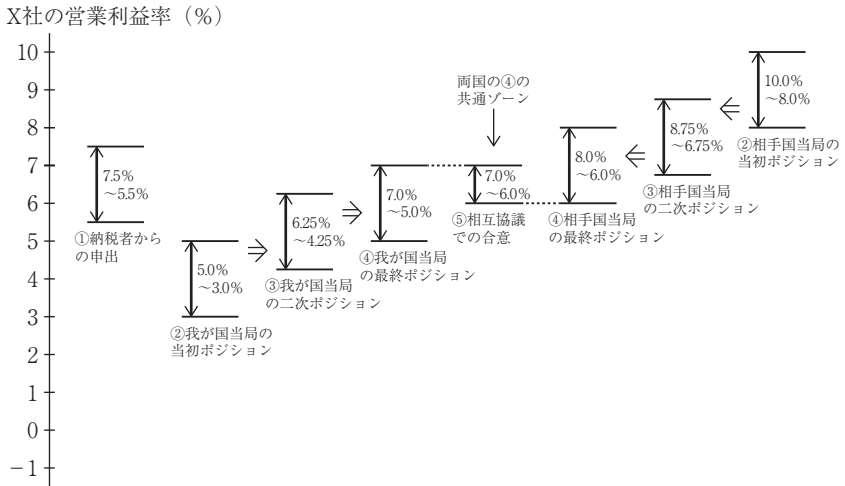 X社の営業利益率(%)
10
9
8
7
6
5
4
3
2
1
0
−1
7.5%
～5.5%
①納税者から
の申出
5.0%
～3.0%
②我が国当局の
当初ポジション
6.25%
～4.25%
③我が国当局
の二次ポジション
7.0%
～5.0%
④我が国当局
の最終ポジション
両国の④の
共通ゾーン
7.0%
～6.0%
⑤相互協議
での合意
8.0%
～6.0%
④相手国当局
の最終ポジション
8.75%
～6.75%
③相手国当局
の二次ポジション
10.0%
～8.0%
②相手国当局の
当初ポジション